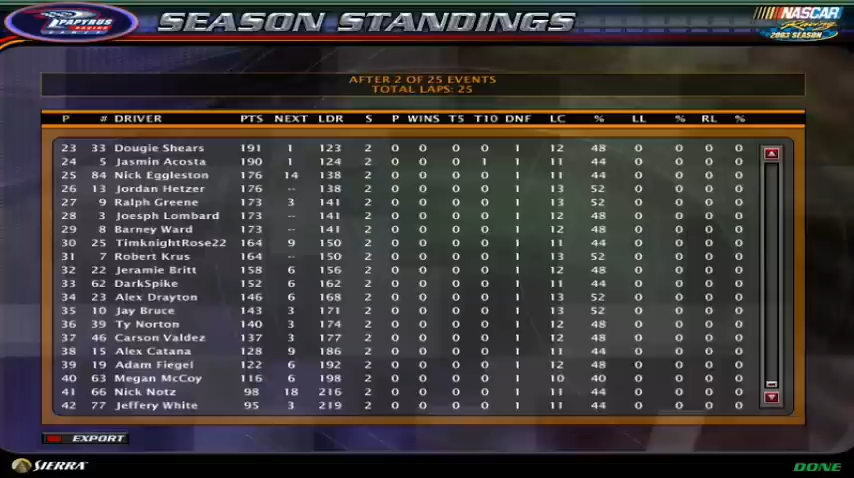 PAPYRUS
RACING
GAMES
SEASON STANDINGS
NASCAR
Racing
2003 SEASON
AFTER 2 OF 25 EVENTS
TOTAL LAPS: 25
P # DRIVER PTS NEXT LDR S P WINS T5 T10 DNF LC % LL % RL %
23 33 Dougie Shears 191 1 123 2 0 0 0 0 1 12 48 0 0 0 0
24 5 Jasmin Acosta 190 1 124 2 0 0 0 1 1 11 44 0 0 0 0
25 84 Nick Eggleston 176 14 138 2 0 0 0 0 1 11 44 0 0 0 0
26 13 Jordan Hetzer 176 -- 138 2 0 0 0 0 1 13 52 0 0 0 0
27 9 Ralph Greene 173 3 141 2 0 0 0 0 1 13 52 0 0 0 0
28 3 Joesph Lombard 173 -- 141 2 0 0 0 0 1 12 48 0 0 0 0
29 8 Barney Ward 173 -- 141 2 0 0 0 0 1 12 48 0 0 0 0
30 25 TimknightRose22 164 9 150 2 0 0 0 0 1 11 44 0 0 0 0
31 7 Robert Krus 164 -- 150 2 0 0 0 0 1 13 52 0 0 0 0
32 22 Jeramie Britt 158 6 156 2 0 0 0 0 1 12 48 0 0 0 0
33 62 DarkSpike 152 6 162 2 0 0 0 0 1 11 44 0 0 0 0
34 23 Alex Drayton 146 6 168 2 0 0 0 0 1 13 52 0 0 0 0
35 10 Jay Bruce 143 3 171 2 0 0 0 0 1 13 52 0 0 0 0
36 39 Ty Norton 140 3 174 2 0 0 0 0 1 12 48 0 0 0 0
37 46 Carson Valdez 137 3 177 2 0 0 0 0 1 12 48 0 0 0 0
38 15 Alex Catana 128 9 186 2 0 0 0 0 1 11 44 0 0 0 0
39 19 Adam Fiegel 122 6 192 2 0 0 0 0 1 12 48 0 0 0 0
40 63 Megan McCoy 116 6 198 2 0 0 0 0 1 10 40 0 0 0 0
41 66 Nick Notz 98 18 216 2 0 0 0 0 1 11 44 0 0 0 0
42 77 Jeffery White 95 3 219 2 0 0 0 0 1 11 44 0 0 0 0
EXPORT
SIERRA
DONE